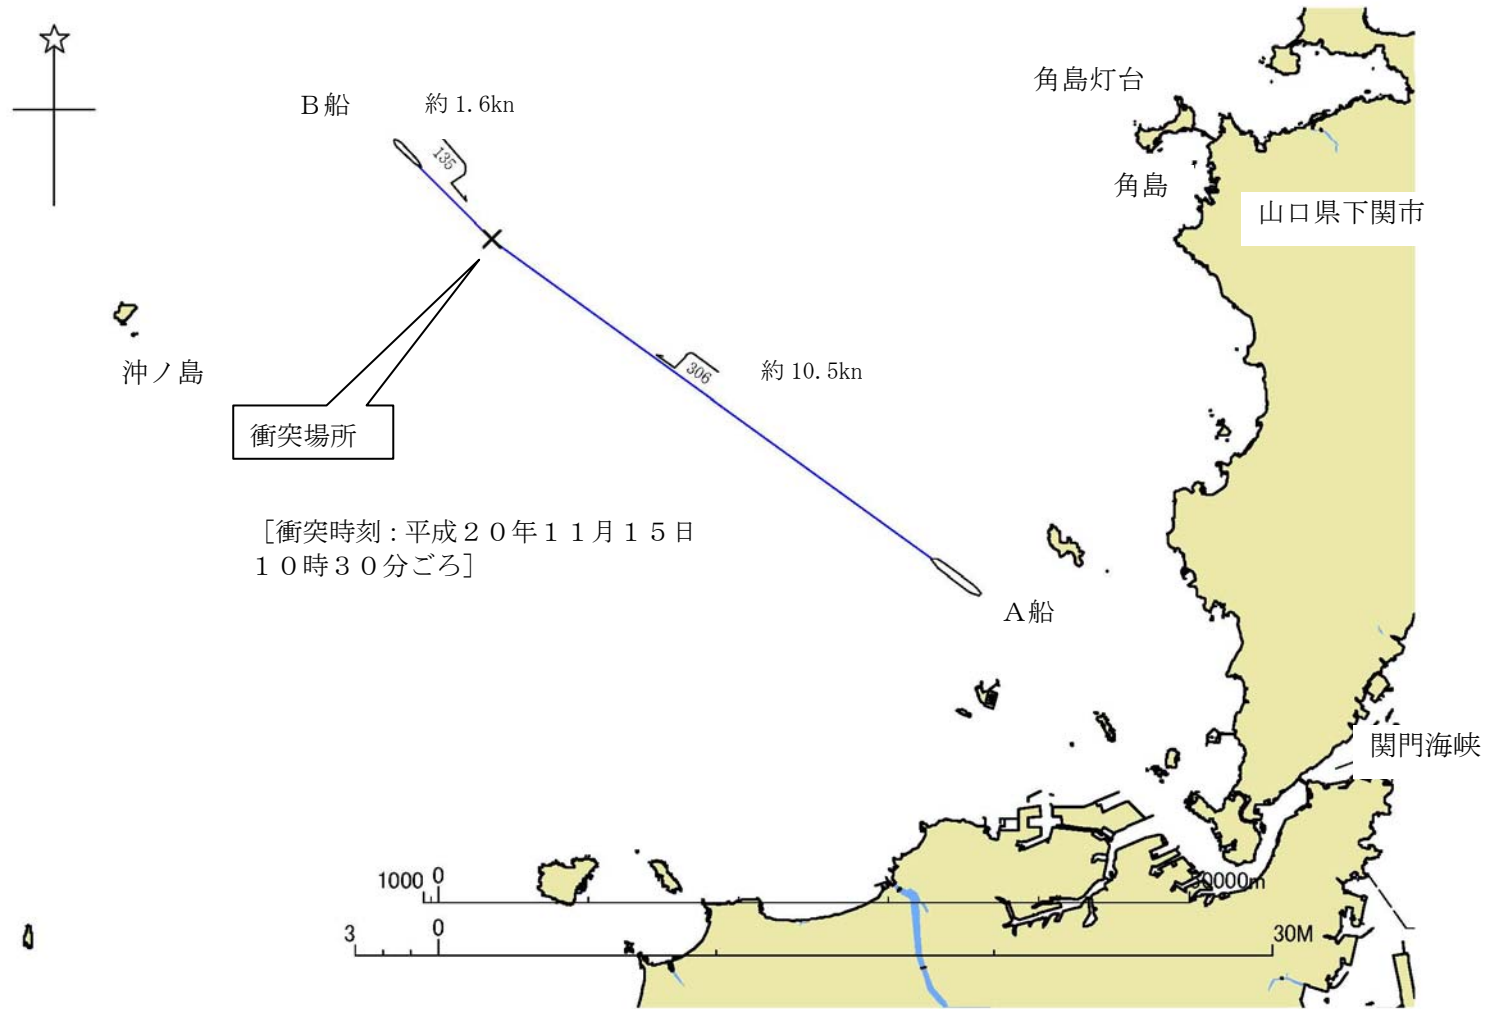 角島灯台
B船 約 1.6kn
135
角島
山口県下関市
沖ノ島
306
約 10.5kn
衝突場所
［衝突時刻：平成２０年１１月１５日
１０時３０分ごろ］
A船
関門海峡
1000 0
3 0 30M